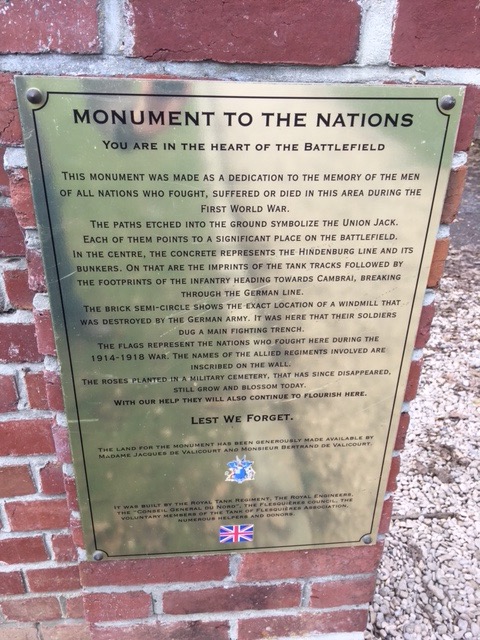 MONUMENT TO THE NATIONS
YOU ARE IN THE HEART OF THE BATTLEFIELD
THIS MONUMENT WAS MADE AS A DEDICATION TO THE MEMORY OF THE MEN
OF ALL NATIONS WHO FOUGHT, SUFFERED OR DIED IN THIS AREA DURING THE
FIRST WORLD WAR.
THE PATHS ETCHED INTO THE GROUND SYMBOLIZE THE UNION JACK.
EACH OF THEM POINTS TO A SIGNIFICANT PLACE ON THE BATTLEFIELD.
IN THE CENTRE, THE CONCRETE REPRESENTS THE HINDENBURG LINE AND ITS
BUNKERS. ON THAT ARE THE IMPRINTS OF THE TANK TRACKS FOLLOWED BY
THE FOOTPRINTS OF THE INFANTRY HEADING TOWARDS CAMBRAI, BREAKING
THROUGH THE GERMAN LINE.
THE BRICK SEMI-CIRCLE SHOWS THE EXACT LOCATION OF A WINDMILL THAT
WAS DESTROYED BY THE GERMAN ARMY. IT WAS HERE THAT THEIR SOLDIERS
DUG A MAIN FIGHTING TRENCH.
THE FLAGS REPRESENT THE NATIONS WHO FOUGHT HERE DURING THE
1914-1918 WAR. THE NAMES OF THE ALLIED REGIMENTS INVOLVED ARE
INSCRIBED ON THE WALL.
THE ROSES PLANTED IN A MILITARY CEMETERY, THAT HAS SINCE DISAPPEARED,
STILL GROW AND BLOSSOM TODAY.
WITH OUR HELP THEY WILL ALSO CONTINUE TO FLOURISH HERE.
LEST WE FORGET.
THE LAND FOR THE MONUMENT HAS BEEN GENEROUSLY MADE AVAILABLE BY
MADAME JACQUES DE VALICOURT AND MONSIEUR BERTRAND DE VALICOURT.
IT WAS BUILT BY THE ROYAL TANK REGIMENT, THE ROYAL ENGINEERS,
THE "CONSEIL GENERAL DU NORD", THE FLESQUIÈRES COUNCIL, THE
VOLUNTARY MEMBERS OF THE TANK OF FLESQUIÈRES ASSOCIATION,
NUMEROUS HELPERS AND DONORS.